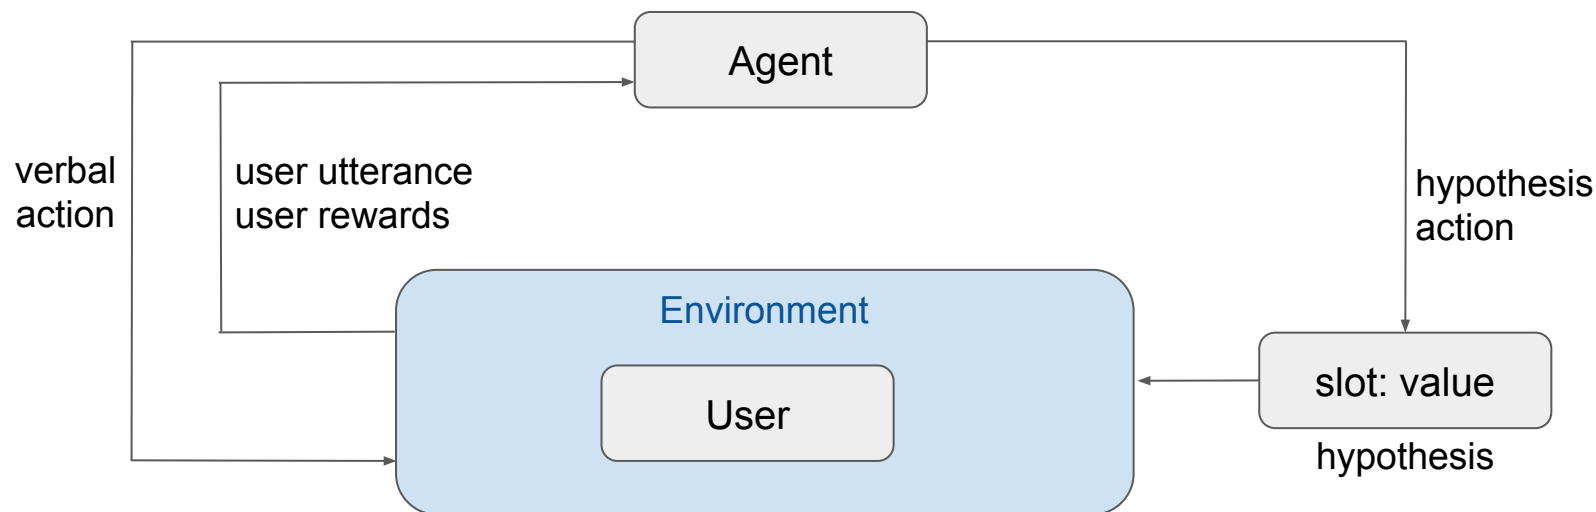 Agent
verbal
action
user utterance
user rewards
hypothesis
action
Environment
User
slot: value
hypothesis